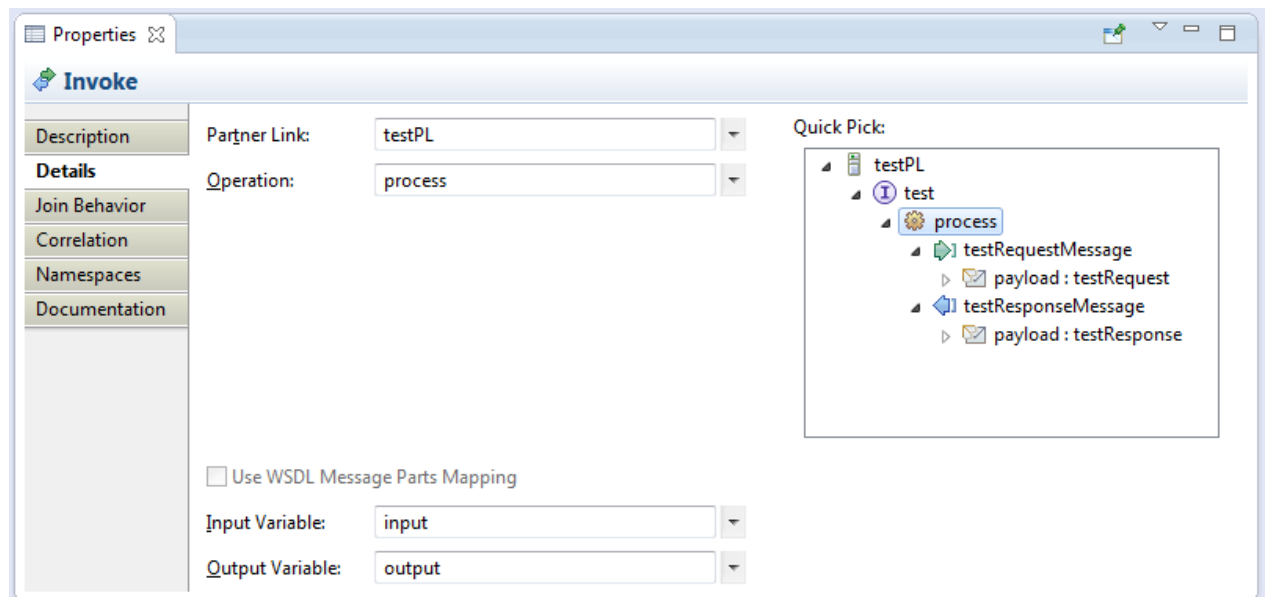 Properties
Invoke
Description
Details
Join Behavior
Correlation
Namespaces
Documentation
Partner Link: testPL
Operation: process
Quick Pick:
testPL
I test
process
testRequestMessage
payload : testRequest
testResponseMessage
payload : testResponse
Use WSDL Message Parts Mapping
Input Variable: input
Output Variable: output